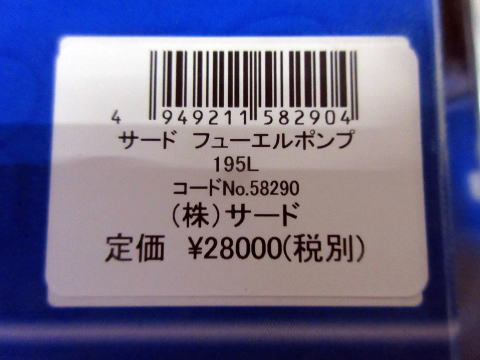 4 949211 582904
サード フューエルポンプ
195L
コードNo.58290
(株)サード
定価 ¥28000(税別)